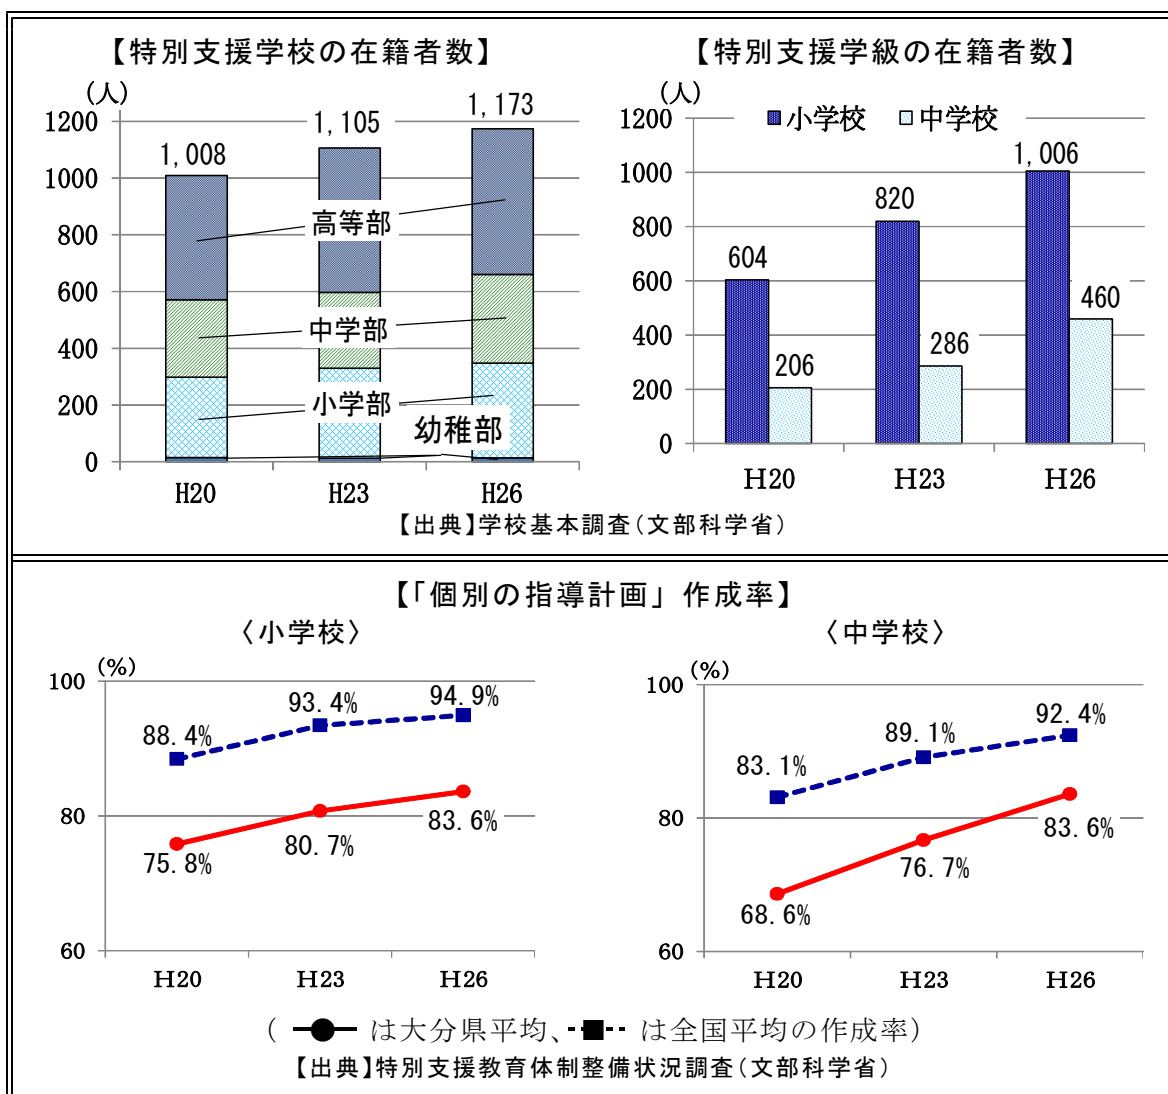 【特別支援学校の在籍者数】
(人)
1200
1000
800
600
400
200
0
1,008
1,105
1,173
高等部
中学部
小学部
幼稚部
H20
H23
H26
【特別支援学級の在籍者数】
(人)
1200
1000
800
600
400
200
0
小学校 中学校
604
206
820
286
1,006
460
H20
H23
H26
【出典】学校基本調査(文部科学省)
【「個別の指導計画」作成率】
〈小学校〉
(%)
100
80
60
88.4%
93.4%
94.9%
75.8%
80.7%
83.6%
H20
H23
H26
〈中学校〉
(%)
100
80
60
83.1%
89.1%
92.4%
68.6%
76.7%
83.6%
H20
H23
H26
( は大分県平均、 は全国平均の作成率)
【出典】特別支援教育体制整備状況調査(文部科学省)